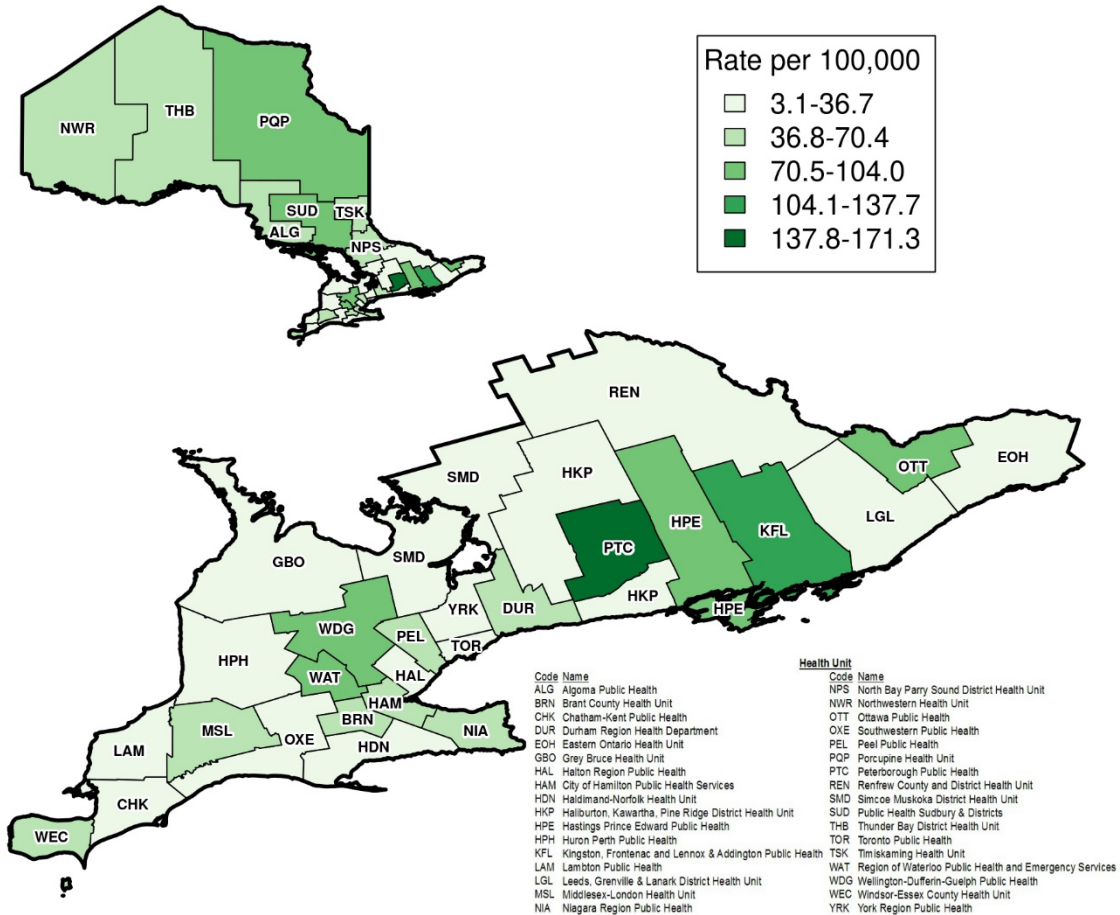 Rate per 100,000
3.1-36.7
36.8-70.4
70.5-104.0
104.1-137.7
137.8-171.3
THB
NWR
PQP
SUD
TSK
ALG
NPS
REN
SMD
HKP
OTT
EOH
HPE
KFL
LGL
PTC
GBO
SMD
HKP
HPE
YRK
DUR
WDG
PEL
TOR
HPH
WAT
HAL
HAM
BRN
MSL
OXE
NIA
LAM
HDN
CHK
WEC
Health Unit
Code Name
ALG Algoma Public Health
BRN Brant County Health Unit
CHK Chatham-Kent Public Health
DUR Durham Region Health Department
EOH Eastern Ontario Health Unit
GBO Grey Bruce Health Unit
HAL Halton Region Public Health
HAM City of Hamilton Public Health Services
HDN Haldimand-Norfolk Health Unit
HKP Haliburton, Kawartha, Pine Ridge District Health Unit
HPE Hastings Prince Edward Public Health
HPH Huron Perth Public Health
KFL Kingston, Frontenac and Lennox & Addington Public Health
LAM Lambton Public Health
LGL Leeds, Grenville & Lanark District Health Unit
MSL Middlesex-London Health Unit
NIA Niagara Region Public Health
Code Name
NPS North Bay Parry Sound District Health Unit
NWR Northwestern Health Unit
OTT Ottawa Public Health
OXE Southwestern Public Health
PEL Peel Public Health
PQP Porcupine Health Unit
PTC Peterborough Public Health
REN Renfrew County and District Health Unit
SMD Simcoe Muskoka District Health Unit
SUD Public Health Sudbury & Districts
THB Thunder Bay District Health Unit
TOR Toronto Public Health
TSK Timiskaming Health Unit
WAT Region of Waterloo Public Health and Emergency Services
WDG Wellington-Dufferin-Guelph Public Health
WEC Windsor-Essex County Health Unit
YRK York Region Public Health